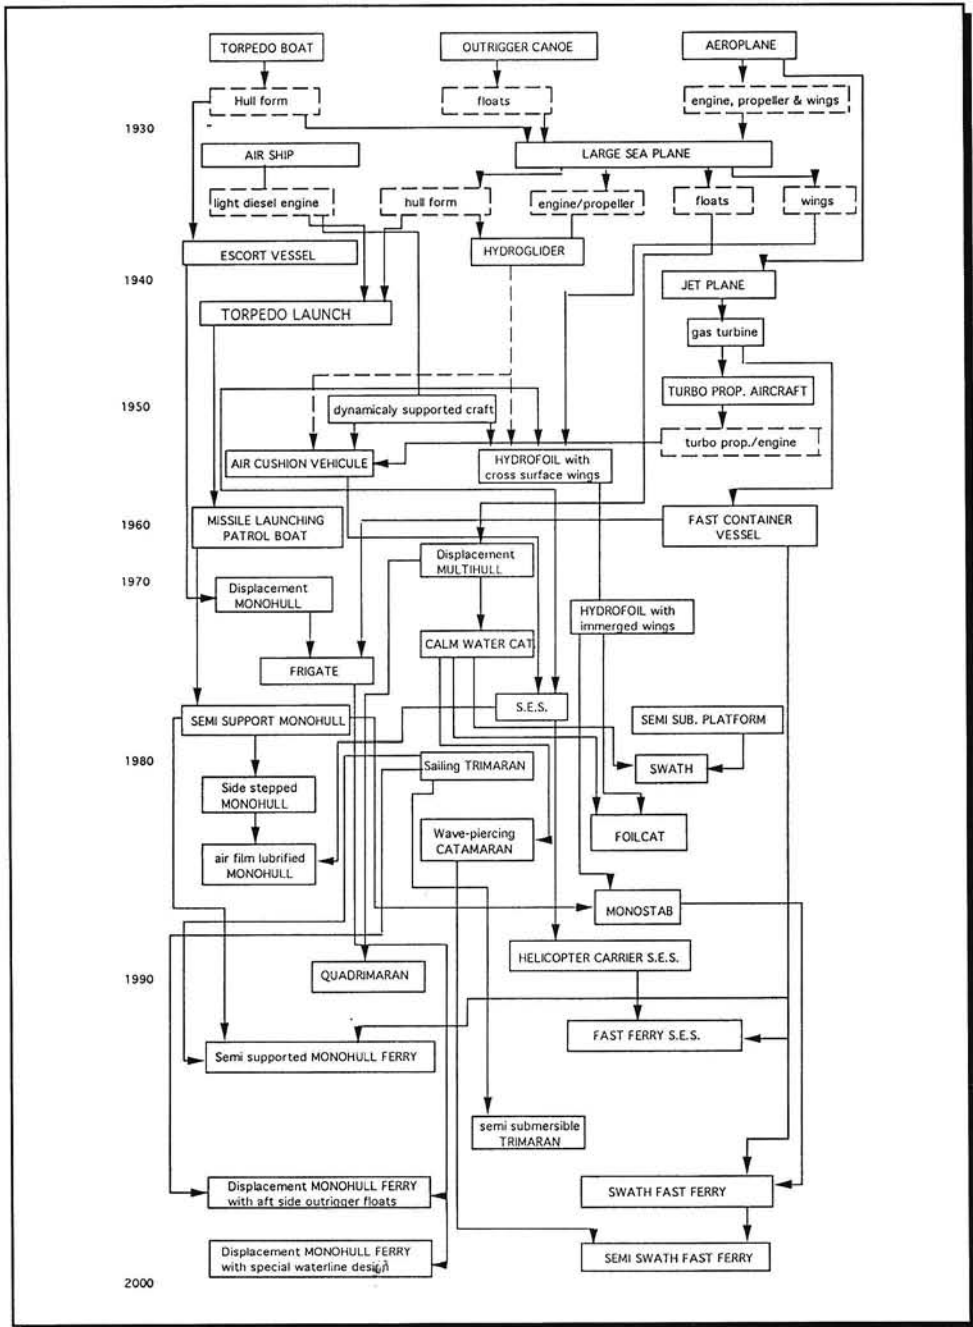 TORPEDO BOAT
OUTRIGGER CANOE
AEROPLANE
Hull form
floats
engine, propeller & wings
1930
AIR SHIP
LARGE SEA PLANE
light diesel engine
hull form
engine/propeller
floats
wings
ESCORT VESSEL
HYDROGLIDER
1940
JET PLANE
TORPEDO LAUNCH
gas turbine
TURBO PROP. AIRCRAFT
1950
dynamicaly supported craft
turbo prop./engine
AIR CUSHION VEHICULE
HYDROFOIL with
cross surface wings
1960
MISSILE LAUNCHING
PATROL BOAT
FAST CONTAINER
VESSEL
Displacement
MULTIHULL
1970
Displacement
MONOHULL
HYDROFOIL with
immerged wings
CALM WATER CAT.
FRIGATE
S.E.S.
SEMI SUPPORT MONOHULL
SEMI SUB. PLATFORM
1980
Sailing TRIMARAN
SWATH
Side stepped
MONOHULL
Wave-piercing
CATAMARAN
FOILCAT
air film lubrified
MONOHULL
MONOSTAB
HELICOPTER CARRIER S.E.S.
1990
QUADRIMARAN
FAST FERRY S.E.S.
Semi supported MONOHULL FERRY
semi submersible
TRIMARAN
Displacement MONOHULL FERRY
with aft side outrigger floats
SWATH FAST FERRY
Displacement MONOHULL FERRY
with special waterline design
SEMI SWATH FAST FERRY
2000